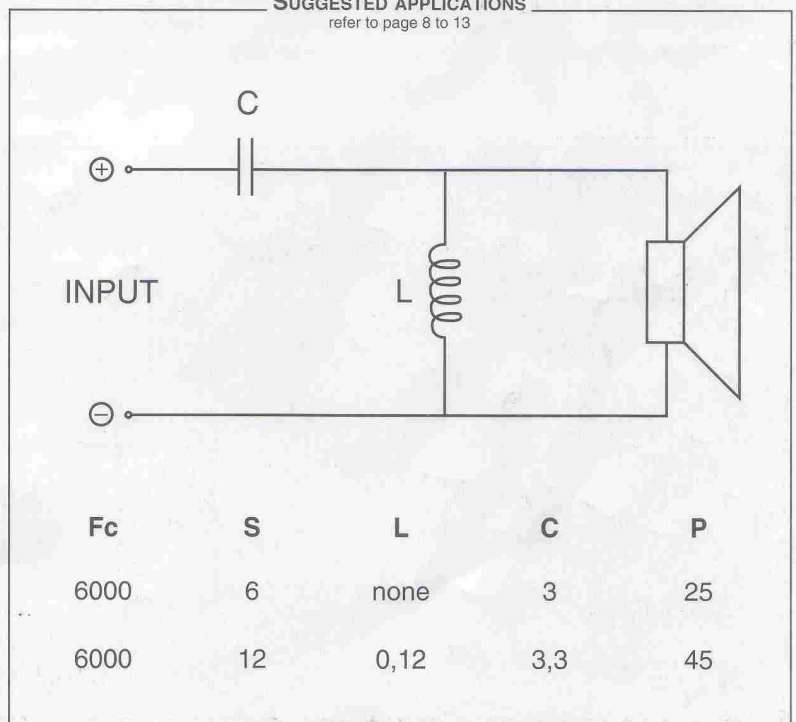 SUGGESTED APPLICATIONS
refer to page 8 to 13
C
+
INPUT
L
−
Fc S L C P
6000 6 none 3 25
6000 12 0,12 3,3 45